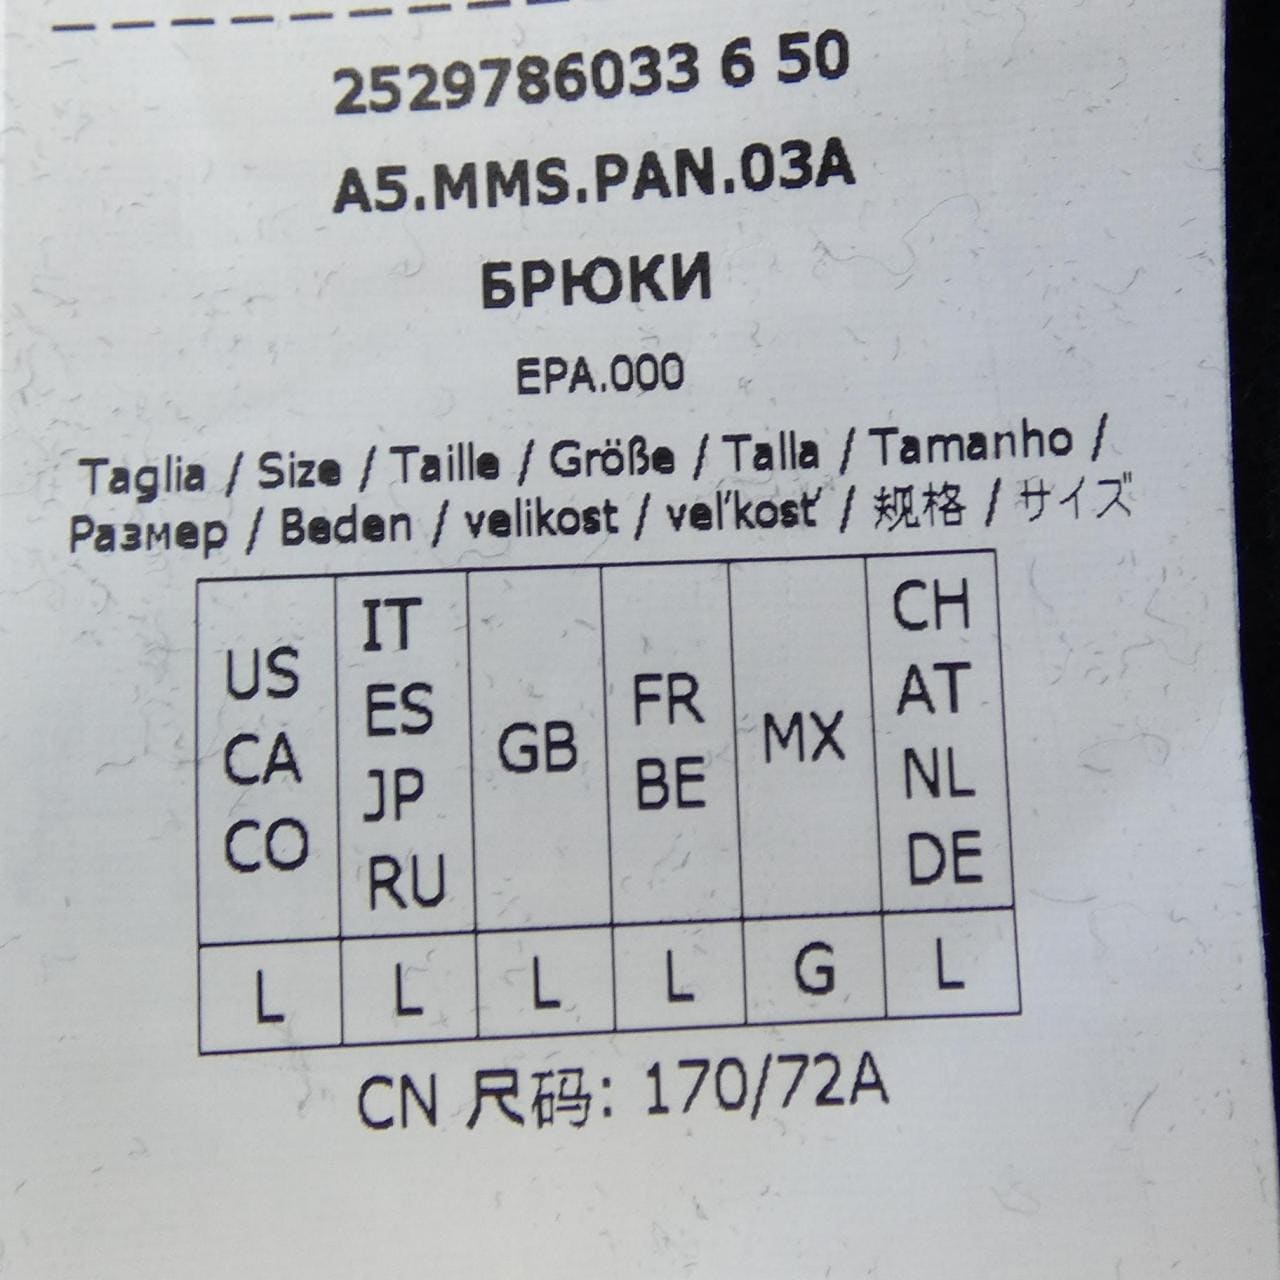 2529786033 6 50
A5.MMS.PAN.03A
БРЮКИ
EPA.000
Taglia / Size / Taille / Größe / Talla / Tamanho /
Размер / Beden / velikost / veľkosť / 规格 / サイズ
US CA CO
IT ES JP RU
GB
FR BE
MX
CH AT NL DE
L L L L G L
CN 尺码: 170/72A